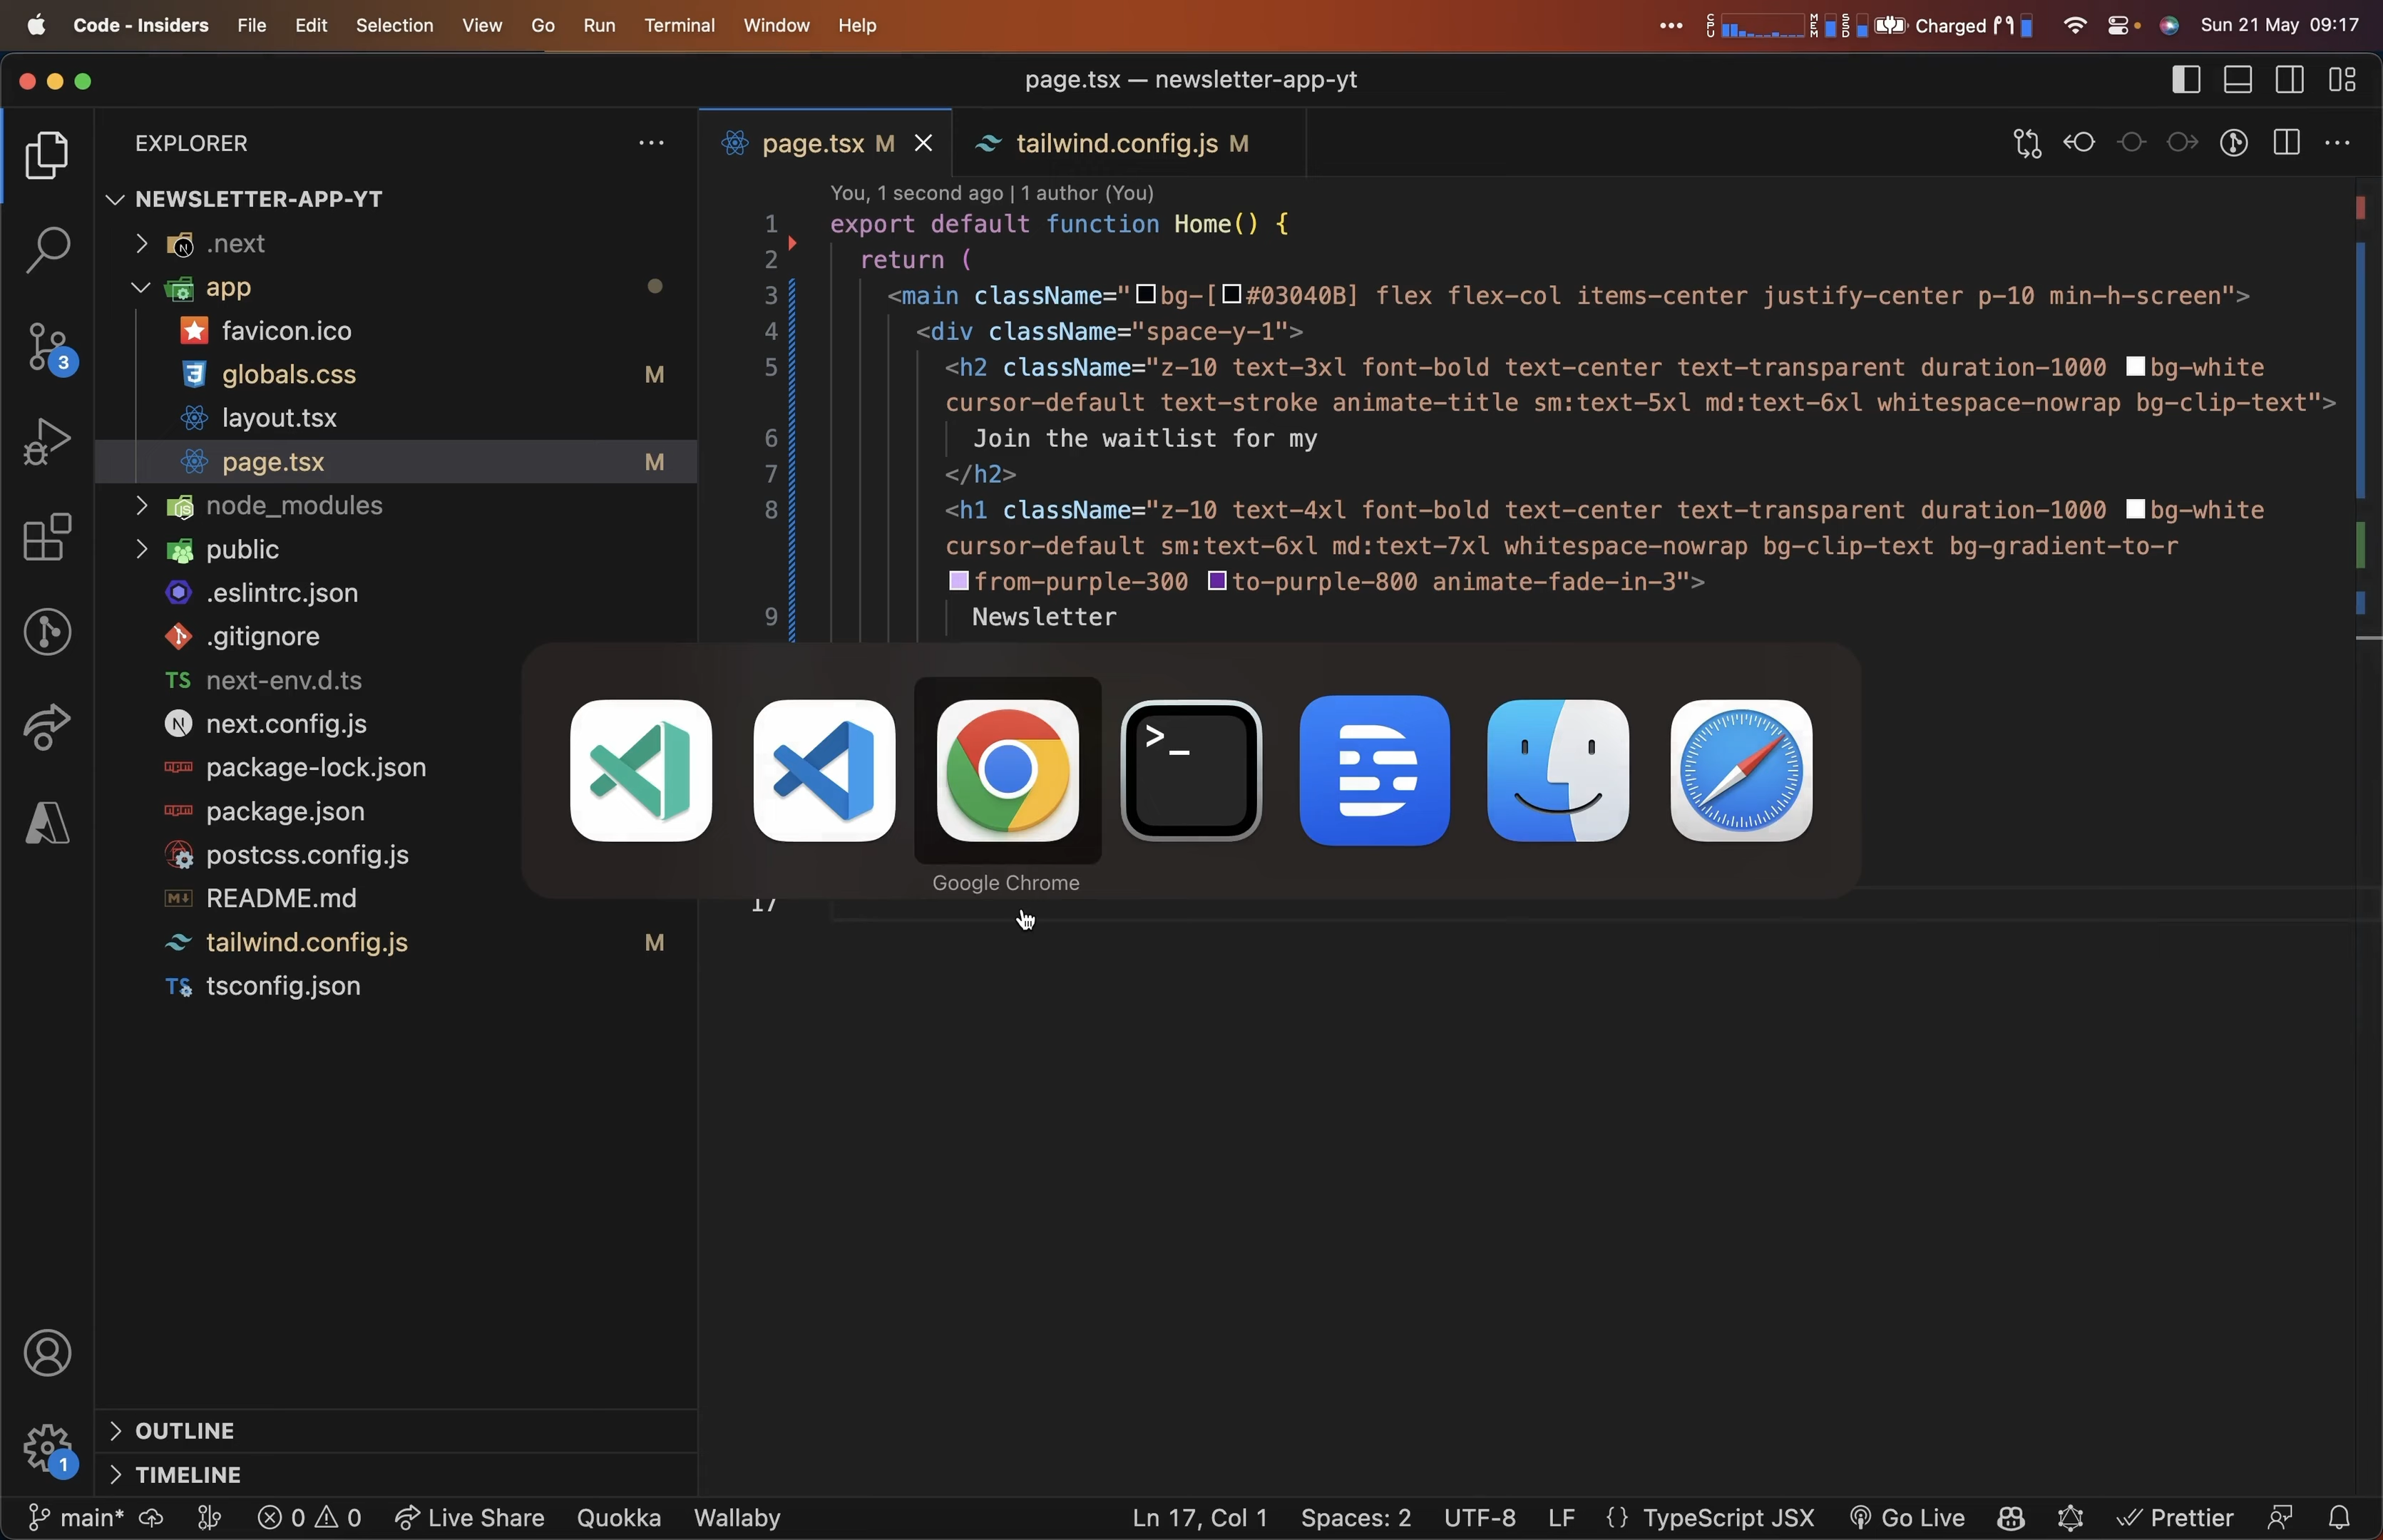 Code - Insiders File Edit Selection View Go Run Terminal Window Help
CPU MEM SSD Charged Sun 21 May 09:17
page.tsx — newsletter-app-yt
EXPLORER
NEWSLETTER-APP-YT
.next
app
favicon.ico
globals.css M
layout.tsx
page.tsx M
node_modules
public
.eslintrc.json
.gitignore
TS next-env.d.ts
N next.config.js
package-lock.json
package.json
postcss.config.js
README.md
tailwind.config.js M
TS tsconfig.json
OUTLINE
TIMELINE
3
1
page.tsx M
tailwind.config.js M
You, 1 second ago | 1 author (You)
1 export default function Home() {
2 return (
3 <main className="bg-[#03040B] flex flex-col items-center justify-center p-10 min-h-screen">
4 <div className="space-y-1">
5 <h2 className="z-10 text-3xl font-bold text-center text-transparent duration-1000 bg-white
cursor-default text-stroke animate-title sm:text-5xl md:text-6xl whitespace-nowrap bg-clip-text">
6 Join the waitlist for my
7 </h2>
8 <h1 className="z-10 text-4xl font-bold text-center text-transparent duration-1000 bg-white
cursor-default sm:text-6xl md:text-7xl whitespace-nowrap bg-clip-text bg-gradient-to-r
from-purple-300 to-purple-800 animate-fade-in-3">
9 Newsletter
>_
Google Chrome
17
main* 0 0 Live Share Quokka Wallaby Ln 17, Col 1 Spaces: 2 UTF-8 LF {} TypeScript JSX Go Live Prettier